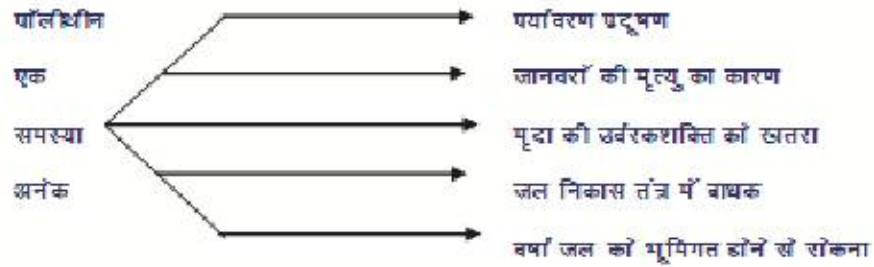 पॉलीथीन
एक
समस्या
अनेक
पर्यावरण प्रदूषण
जानवरों की मृत्यु का कारण
मृदा की उर्वरकशक्ति को खतरा
जल निकास तंत्र में बाधक
वर्षा जल को भूमिगत होने से रोकना